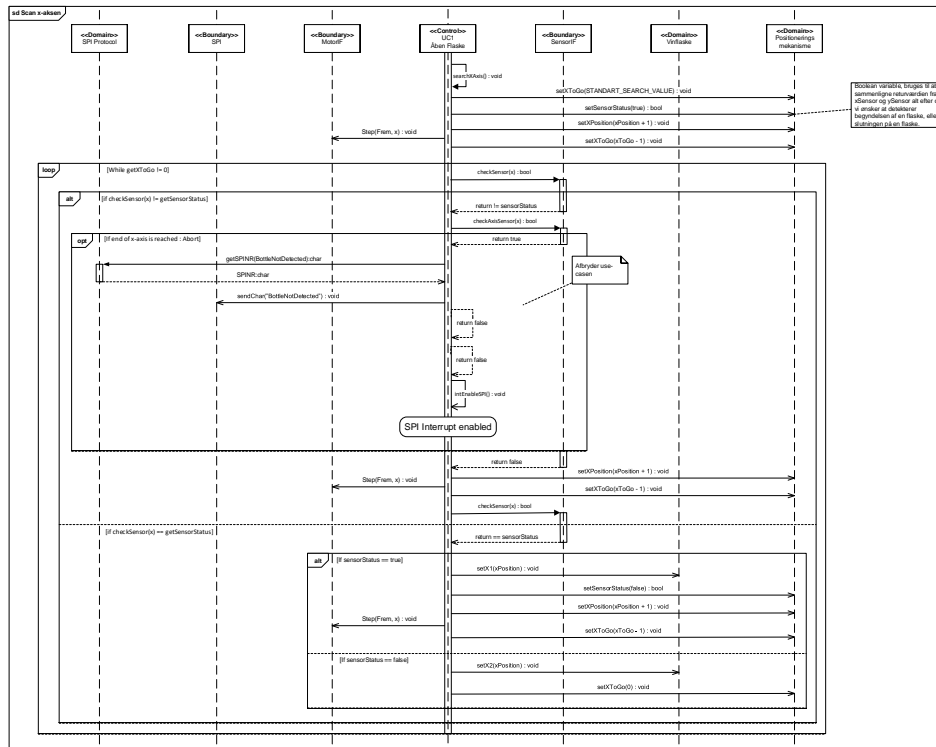 sd Scan x-aksen
<<Domain>>
SPI Protocol
<<Boundary>>
SPI
<<Boundary>>
MotorIF
<<Control>>
UC1
Åben Flaske
<<Boundary>>
SensorIF
<<Domain>>
Vinflaske
<<Domain>>
Positionerings
mekanisme
searchXAxis() : void
setXToGo(STANDART_SEARCH_VALUE) : void
Boolean variable, bruges til at
sammenligne returværdien fra
xSensor og ySensor alt efter o
vi ønsker at detekterer
begyndelsen af en flaske, elle
slutningen på en flaske.
setSensorStatus(true) : bool
setXPosition(xPosition + 1) : void
Step(Frem, x) : void
setXToGo(xToGo - 1) : void
loop
[While getXToGo != 0]
checkSensor(x) : bool
alt
[if checkSensor(x) != getSensorStatus]
return != sensorStatus
checkAxisSensor(x) : bool
opt
[If end of x-axis is reached : Abort]
return true
getSPINR(BottleNotDetected):char
Afbryder use-
casen
SPINR:char
sendChar("BottleNotDetected") : void
return false
return false
intEnableSPI() : void
SPI Interrupt enabled
return false
setXPosition(xPosition + 1) : void
Step(Frem, x) : void
setXToGo(xToGo - 1) : void
checkSensor(x) : bool
[if checkSensor(x) == getSensorStatus]
return == sensorStatus
alt
[If sensorStatus == true]
setX1(xPosition) : void
setSensorStatus(false) : bool
setXPosition(xPosition + 1) : void
Step(Frem, x) : void
setXToGo(xToGo - 1) : void
[If sensorStatus == false]
setX2(xPosition) : void
setXToGo(0) : void